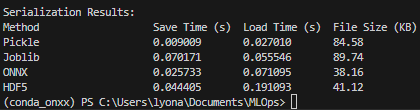 Serialization Results:
Method Save Time (s) Load Time (s) File Size (KB)
Pickle 0.009009 0.027010 84.58
Joblib 0.070171 0.055556 89.74
ONNX 0.025733 0.071095 38.16
HDF5 0.044405 0.191093 41.12
(conda_onnx) PS C:\Users\lyona\Documents\MLOps>